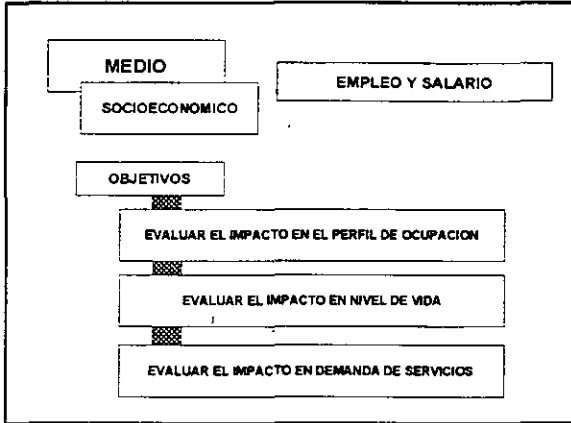 MEDIO
SOCIOECONOMICO
EMPLEO Y SALARIO
OBJETIVOS
EVALUAR EL IMPACTO EN EL PERFIL DE OCUPACION
EVALUAR EL IMPACTO EN NIVEL DE VIDA
EVALUAR EL IMPACTO EN DEMANDA DE SERVICIOS